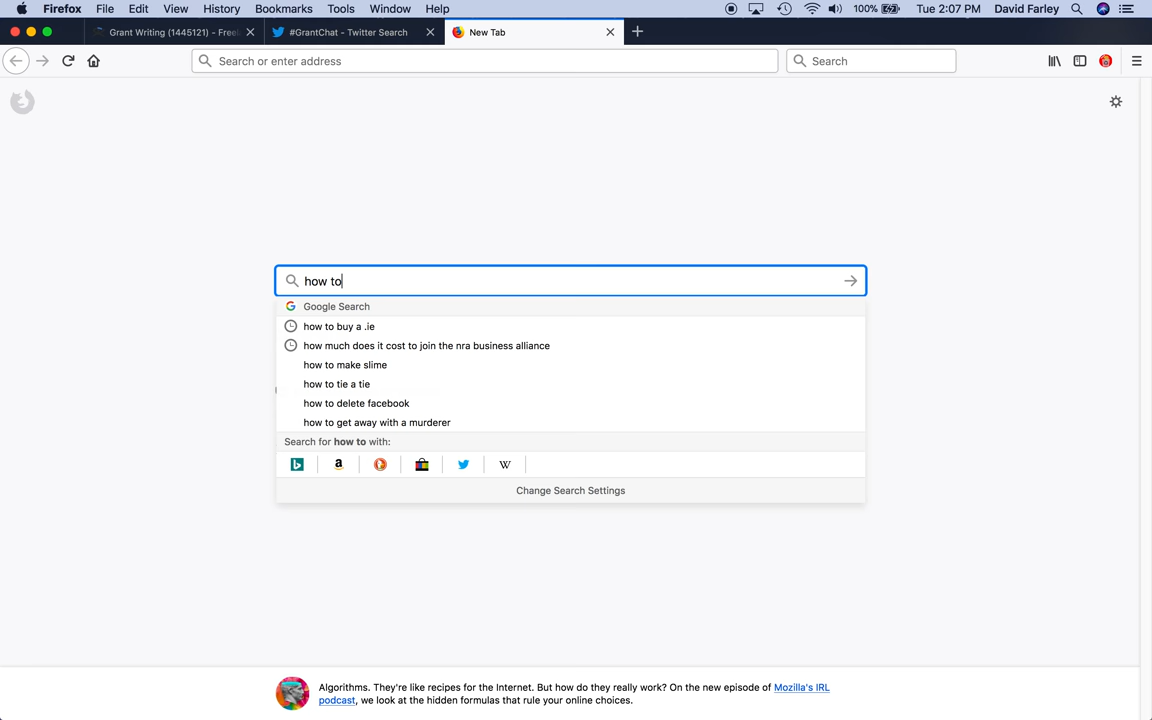 Firefox File Edit View History Bookmarks Tools Window Help 100% Tue 2:07 PM David Farley
Grant Writing (1445121) - Free #GrantChat - Twitter Search New Tab
Search or enter address Search
how to
Google Search
how to buy a .ie
how much does it cost to join the nra business alliance
how to make slime
how to tie a tie
how to delete facebook
how to get away with a murderer
Search for how to with:
b a W
Change Search Settings
Algorithms. They're like recipes for the Internet. But how do they really work? On the new episode of Mozilla's IRL
podcast, we look at the hidden formulas that rule your online choices.